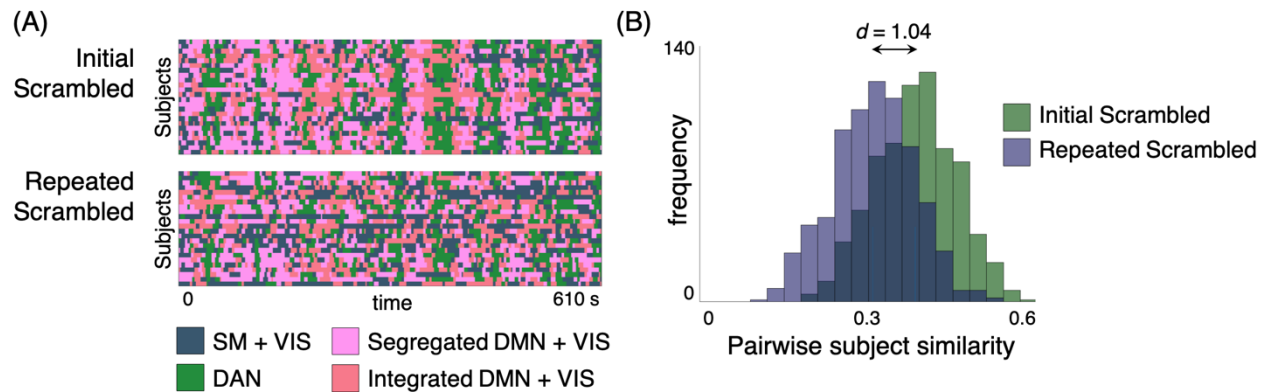 (A)
Initial
Scrambled
Subjects
Repeated
Scrambled
Subjects
0
time
610 s
SM + VIS
Segregated DMN + VIS
DAN
Integrated DMN + VIS
(B)
d = 1.04
140
frequency
0
0
0.3
0.6
Pairwise subject similarity
Initial Scrambled
Repeated Scrambled